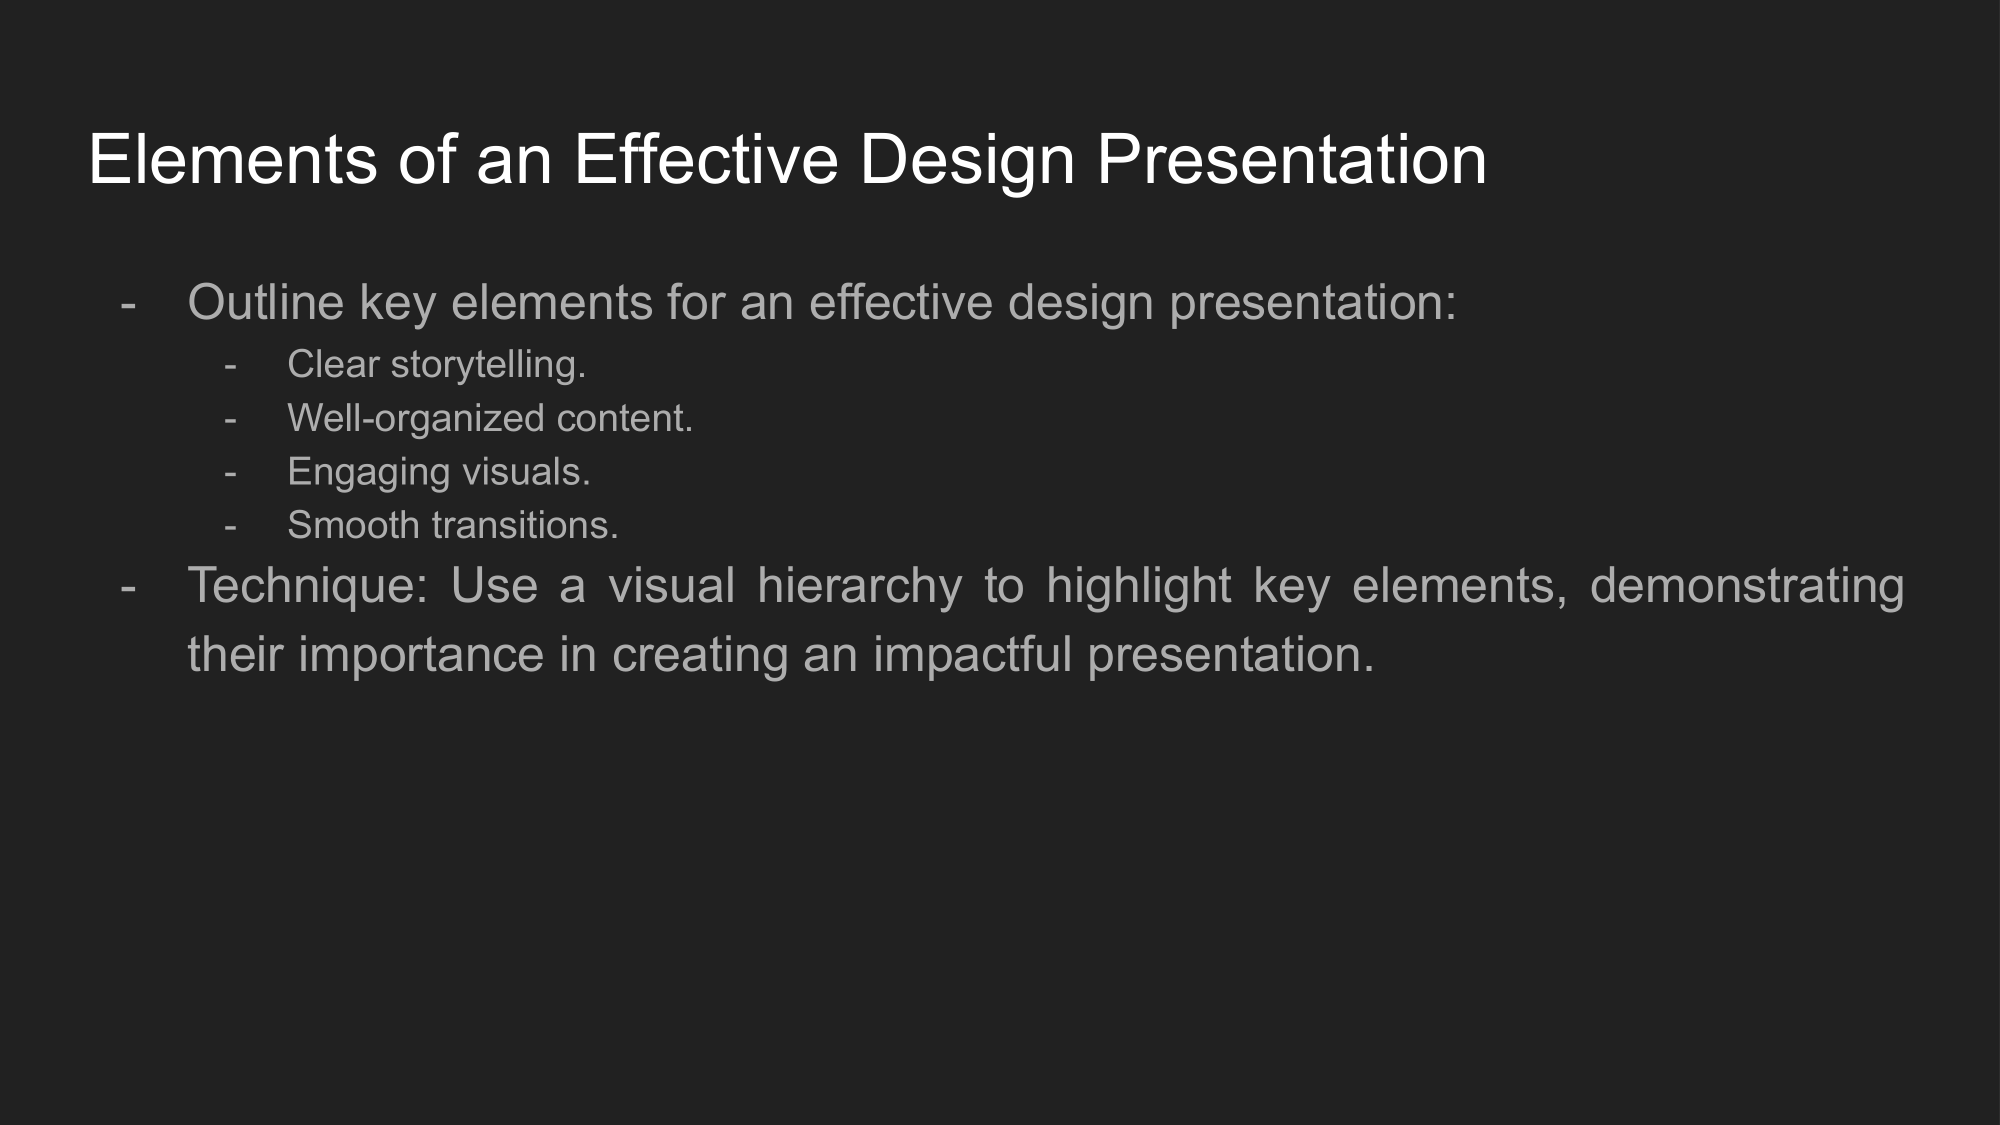 Elements of an Effective Design Presentation
- Outline key elements for an effective design presentation:
- Clear storytelling.
- Well-organized content.
- Engaging visuals.
- Smooth transitions.
- Technique: Use a visual hierarchy to highlight key elements, demonstrating
their importance in creating an impactful presentation.